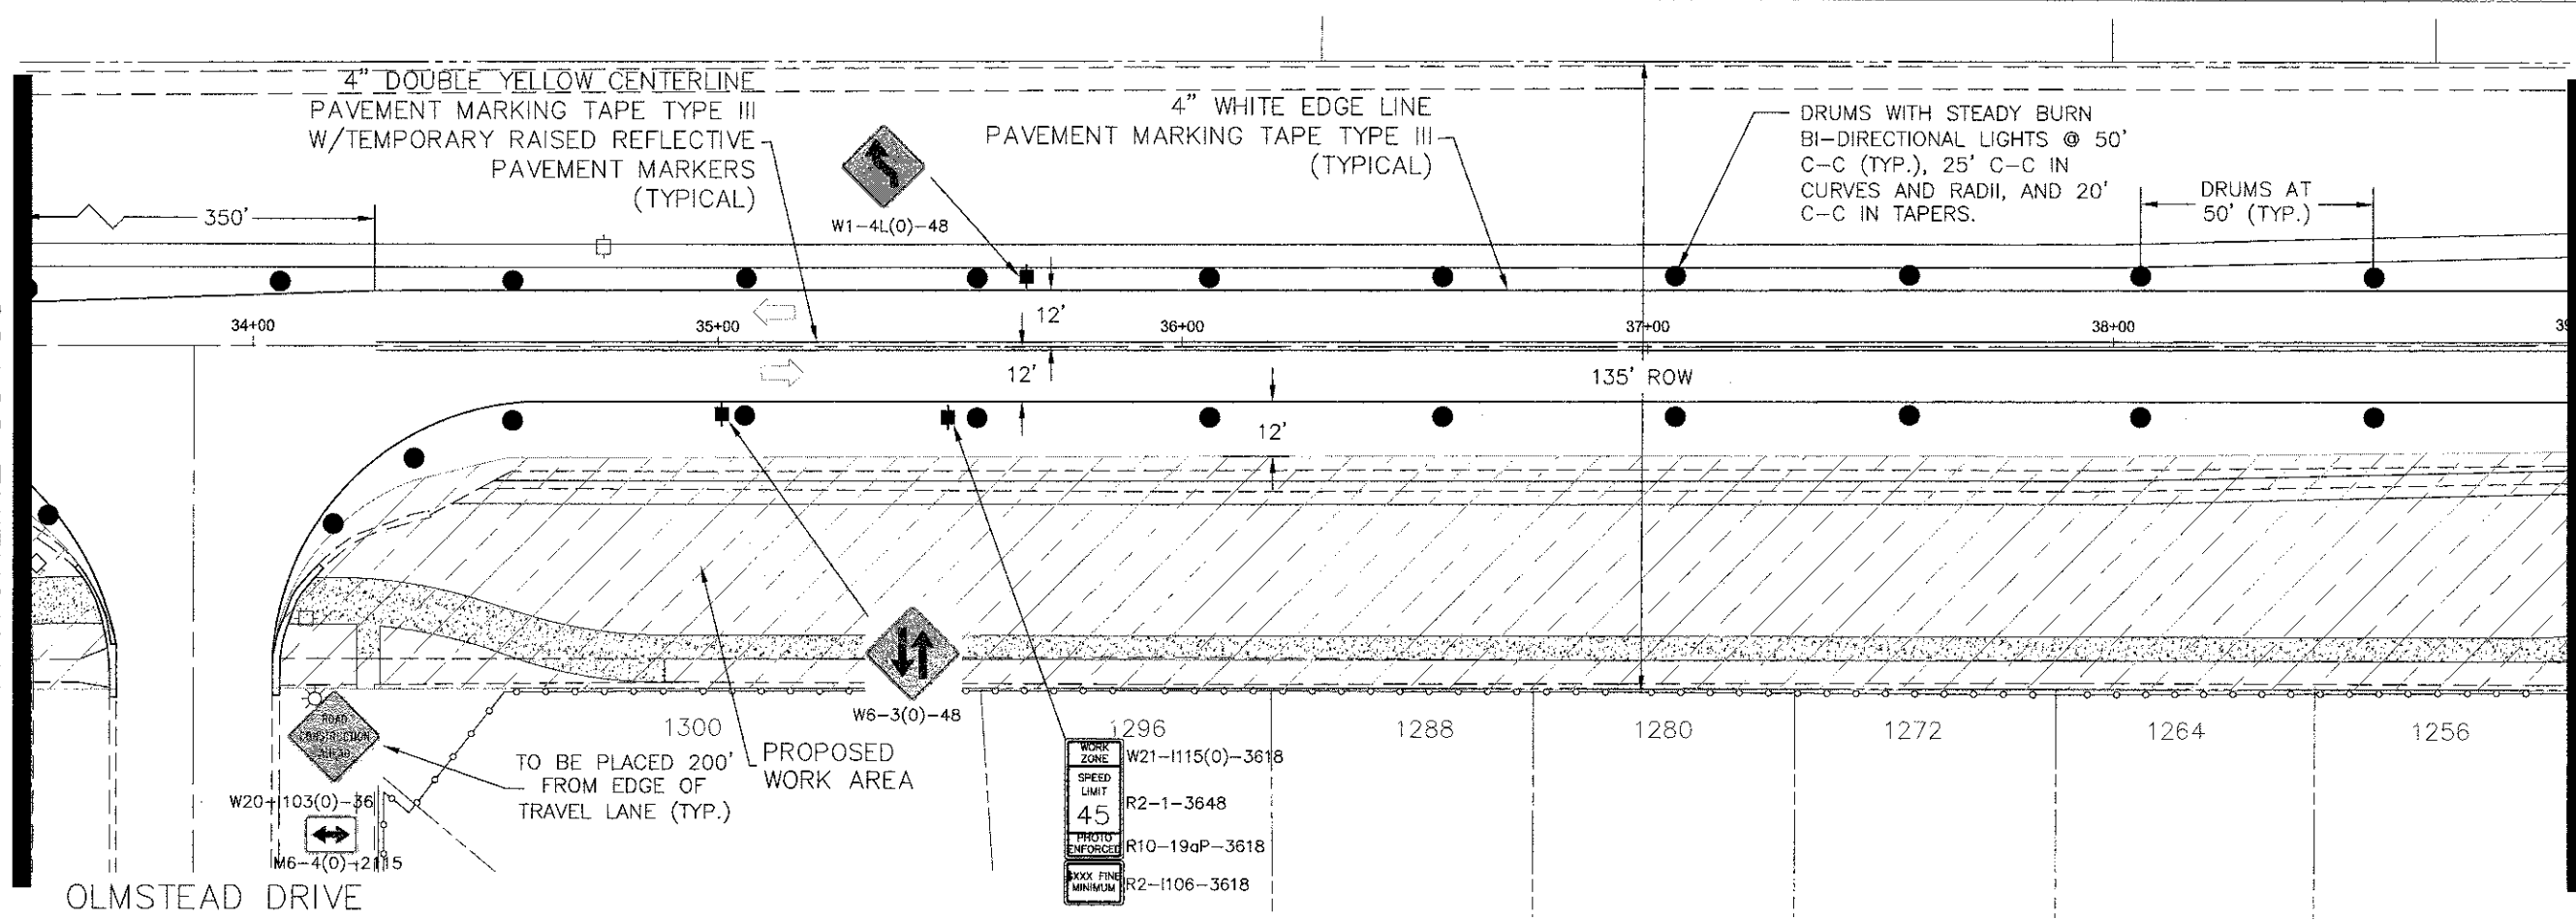 4" DOUBLE YELLOW CENTERLINE
PAVEMENT MARKING TAPE TYPE III
W/TEMPORARY RAISED REFLECTIVE
PAVEMENT MARKERS
(TYPICAL)
4" WHITE EDGE LINE
PAVEMENT MARKING TAPE TYPE III
(TYPICAL)
DRUMS WITH STEADY BURN
BI-DIRECTIONAL LIGHTS @ 50'
C-C (TYP.), 25' C-C IN
CURVES AND RADII, AND 20'
C-C IN TAPERS.
DRUMS AT
50' (TYP.)
350'
W1-4L(O)-48
34+00
35+00
36+00
37+00
38+00
39
12'
12'
12'
135' ROW
W6-3(O)-48
1300
1296
1288
1280
1272
1264
1256
PROPOSED
WORK AREA
ROAD
CONSTRUCTION
AHEAD
TO BE PLACED 200'
FROM EDGE OF
TRAVEL LANE (TYP.)
W20-I103(O)-36
M6-4(O)-2115
WORK
ZONE
W21-I115(O)-3618
SPEED
LIMIT
45
R2-1-3648
PHOTO
ENFORCED
R10-19aP-3618
$XXX FINE
MINIMUM
R2-I106-3618
OLMSTEAD DRIVE